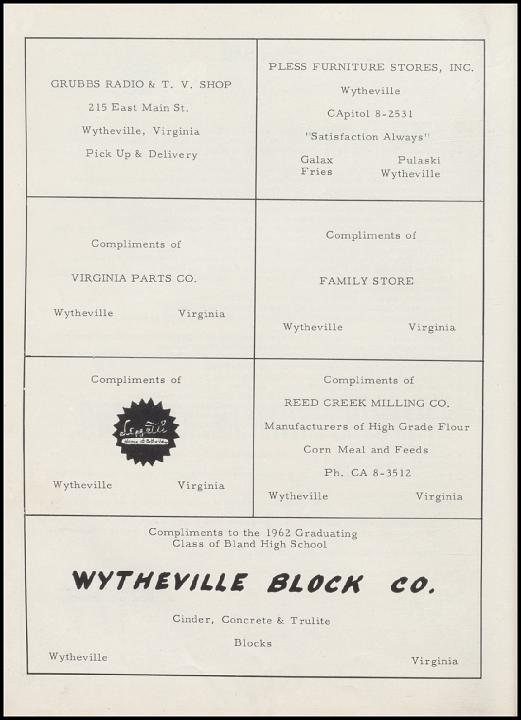 GRUBBS RADIO & T. V. SHOP
215 East Main St.
Wytheville, Virginia
Pick Up & Delivery
PLESS FURNITURE STORES, INC.
Wytheville
CApitol 8-2531
"Satisfaction Always"
Galax Pulaski
Fries Wytheville
Compliments of
VIRGINIA PARTS CO.
Wytheville Virginia
Compliments of
FAMILY STORE
Wytheville Virginia
Compliments of
Leggett
Wytheville Virginia
Compliments of
REED CREEK MILLING CO.
Manufacturers of High Grade Flour
Corn Meal and Feeds
Ph. CA 8-3512
Wytheville Virginia
Compliments to the 1962 Graduating
Class of Bland High School
WYTHEVILLE BLOCK CO.
Cinder, Concrete & Trulite
Blocks
Wytheville Virginia